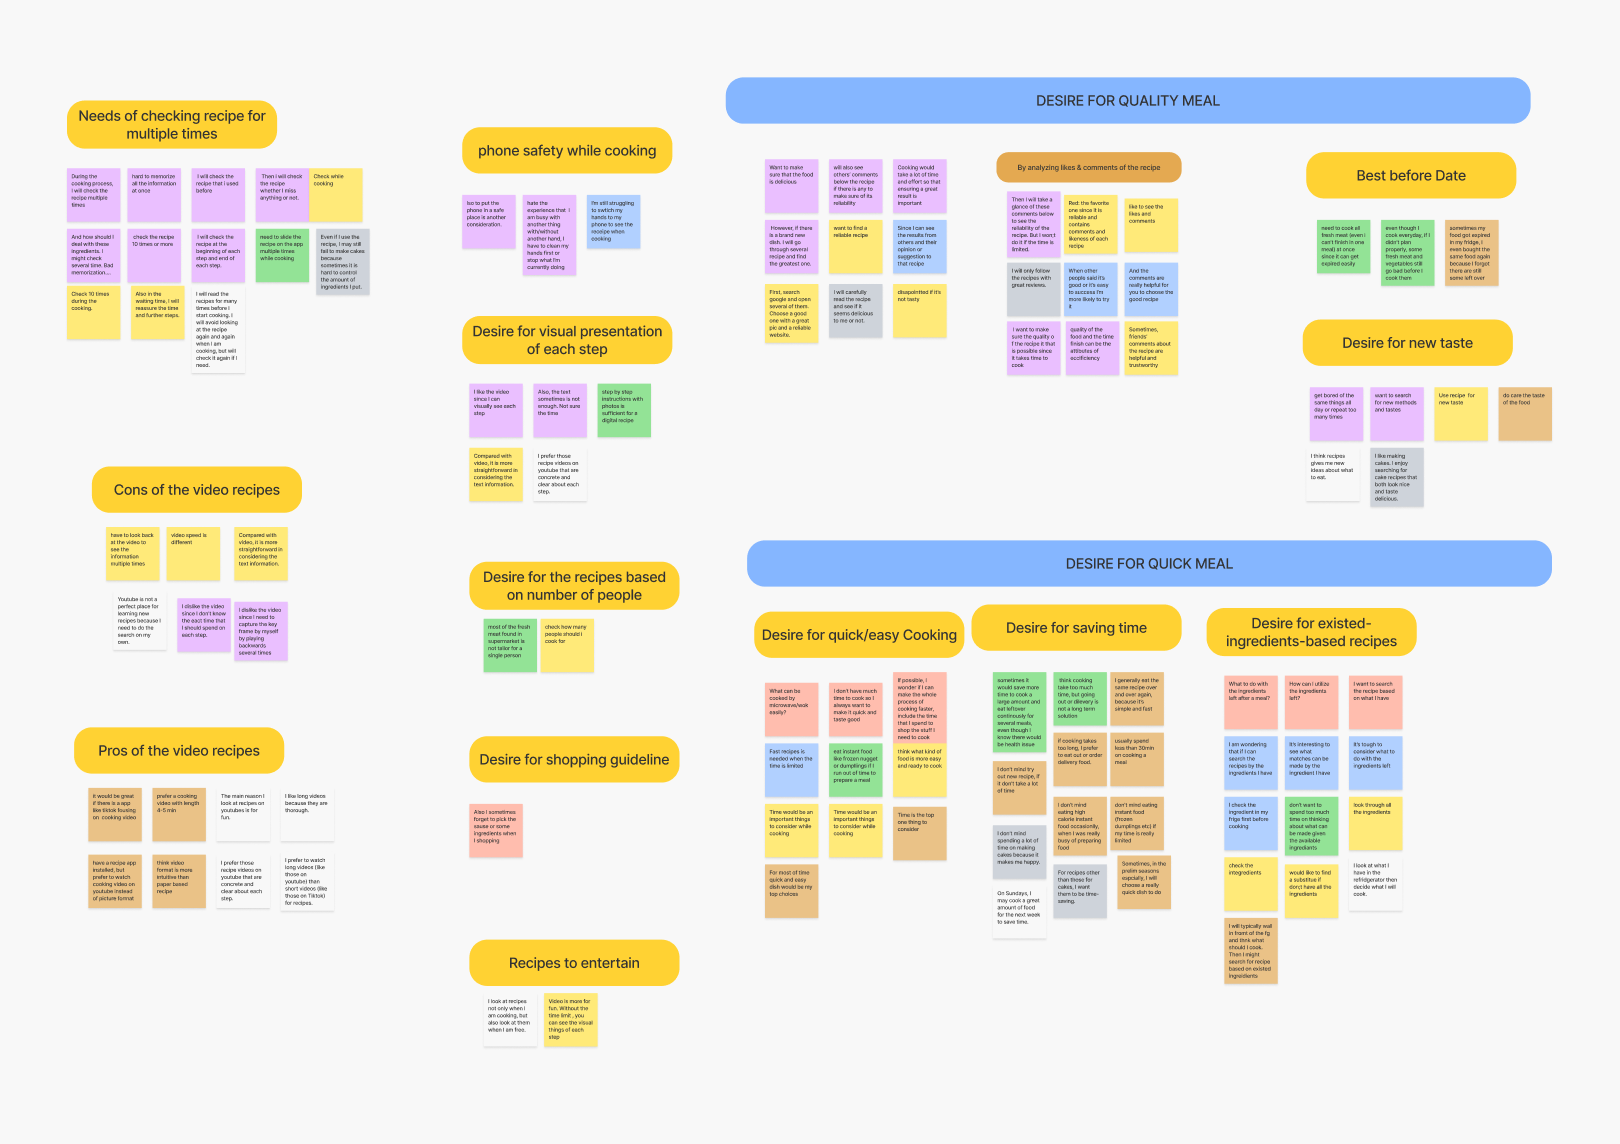 Needs of checking recipe for
multiple times
During the
cooking process,
I will check the
recipe multiple
times
hard to memorize
all the information
at once
I will check the
recipe that i used
before
Then i will check
the recipe
whether I miss
anything or not.
Check while
cooking
And how should I
deal with these
ingredients. I
might check
several time. Bad
memorization....
check the recipe
10 times or more
I will check the
recipe at the
beginning of each
step and end of
each step.
need to slide the
recipe on the app
multiple times
while cooking
Even if I use the
recipe, I may still
fail to make cakes
because
sometimes it is
hard to control
the amount of
ingredients I put.
Check 10 times
during the
cooking.
Also in the
waiting time, I will
reassure the time
and further steps.
I will read the
recipes for many
times before I
start cooking. I
will avoid looking
at the recipe
again and again
when I am
cooking, but will
check it again if I
need.
Cons of the video recipes
have to look back
at the video to
see the
information
multiple times
video speed is
different
Compared with
video, it is more
straightforward in
considering the
text information.
Youtube is not a
perfect place for
learning new
recipes because I
need to do the
search on my
own.
I dislike the video
since I don't know
the eact time that
I should spend on
each step.
I dislike the video
since I need to
capture the key
frame by myself
by playing
backwards
several times
Pros of the video recipes
It would be great
if there is a app
like tiktok fousing
on cooking video
prefer a cooking
video with length
4-5 min
The main reason I
look at recipes on
youtubes is for
fun.
I like long videos
because they are
thorough.
have a recipe app
installed, but
prefer to watch
cooking video on
youtube instead
of picture format
think video
format is more
intuitive then
paper based
recipe
I prefer those
recipe videos on
youtube that are
concrete and
clear about each
step.
I prefer to watch
long videos (like
those on
youtube) than
short videos (like
those on Tiktok)
for recipes.
phone safety while cooking
iso to put the
phone in a safe
place is another
consideration.
hate the
experience that I
am busy with
another thing
with/without
another hand, I
have to clean my
hands first or
stop what I'm
currently doing
I'm still struggling
to swtich my
hands to my
phone to see the
receipe when
cooking
Desire for visual presentation
of each step
I like the video
since I can
visually see each
step
Also, the text
sometimes is not
enough. Not sure
the time
step by step
instructions with
photos is
sufficient for a
digital recipe
Compared with
video, it is more
straightforward in
considering the
text information.
I prefer those
recipe videos on
youtube that are
concrete and
clear about each
step.
Desire for the recipes based
on number of people
most of the fresh
meat found in
supermarket is
not tailor for a
single person
check how many
people should i
cook for
Desire for shopping guideline
Also I sometimes
forget to pick the
sause or some
ingredients when
I shopping
Recipes to entertain
I look at recipes
not only when I
am cooking, but
also look at them
when I am free.
Video is more for
fun. Without the
time limit , you
can see the visual
things of each
step
DESIRE FOR QUALITY MEAL
Want to make
sure that the food
is delicious
will also see
others' comments
below the recipe
if there is any to
make sure of its
reliability
Cooking would
take a lot of time
and effort so that
ensuring a great
result is
important
However, if there
is a brand new
dish. I will go
through several
recipe and find
the greatest one.
want to find a
reliable recipe
Since I can see
the results from
others and their
opinion or
suggestion to
that recipe
First, search
google and open
several of them.
Choose a good
one with a great
pic and a reliable
website.
I will carefully
read the recipe
and see if it
seems delicious
to me or not.
disapointted if it's
not tasty
By analyzing likes & comments of the recipe
Then I will take a
glance of these
comments below
to see the
reliability of the
recipe. But I won't
do it if the time is
limited.
Red: the favorite
one since it is
reliable and
contains
comments and
likeness of each
recipe
like to see the
likes and
comments
I will only follow
the recipes with
great reviews.
When other
people said it's
good or it's easy
to success I'm
more likely to try
it
And the
comments are
really helpful for
you to choose the
good recipe
I want to make
sure the quality o
f the recipe it that
is possible since
it takes time to
cook
quality of the
food and the time
finish can be the
attibutes of
accificiency
Sometimes,
friends'
comments about
the recipe are
helpful and
trustworthy
Best before Date
need to cook all
fresh meat (even i
can't finish in one
meal) at once
since it can get
expired easily
even though I
cook everyday, if I
didn't plan
properly, some
fresh meat and
vegetables still
go bad before I
cook them
sometimes my
food got expired
in my fridge, I
even bought the
same food again
because I forgot
there are still
some left over
Desire for new taste
get bored of the
same things all
day or repeat too
many times
want to search
for new methods
and tastes
Use recipe for
new taste
do care the taste
of the food
I think recipes
gives me new
ideas about what
to eat.
I like making
cakes. I enjoy
searching for
cake recipes that
both look nice
and taste
delicious.
DESIRE FOR QUICK MEAL
Desire for quick/easy Cooking
What can be
cooked by
microwave/wok
easily?
I don't have much
time to cook so I
always want to
make it quick and
taste good
If possible, I
wonder if I can
make the whole
process of
cooking faster,
include the time
that I spend to
shop the stuff I
need to cook
Fast recipes is
needed when the
time is limited
eat instant food
like frozen nugget
or dumplings if I
run out of time to
prepare a meal
think what kind of
food is more easy
and ready to cook
Time would be an
important things
to consider while
cooking
Time would be an
important things
to consider while
cooking
Time is the top
one thing to
consider
For most of time
quick and easy
dish would be my
top choices
Desire for saving time
sometimes it
would save more
time to cook a
large amount and
eat leftover
continously for
several meals,
even though I
know there would
be health issue
think cooking
take too much
time, but going
out or dilevery is
not a long term
solution
I generally eat the
same recipe over
and over again,
because it's
simple and fast
I don't mind try
out new recipe, if
it don't take a lot
of time
if cooking takes
too long, I prefer
to eat out or order
delivery food.
usually spend
less than 30min
on cooking a
meal
I don't mind
eating high
calorie instant
food occasionally,
when I was really
busy of preparing
food
don't mind eating
instant food
(frozen
dumplings etc) if
my time is really
limited
I don't mind
spending a lot of
time on making
cakes because it
makes me happy.
For recipes other
than these for
cakes, I want
them to be time-
saving.
Sometimes, in the
prelim seasons
espcially, I will
choose a really
quick dish to do
On Sundays, I
may cook a great
amount of food
for the next week
to save time.
Desire for existed-
ingredients-based recipes
What to do with
the ingredients
left after a meal?
How can I utilize
the ingredients
left?
I want to search
the recipe based
on what I have
I am wondering
that if I can
search the
recipes by the
ingredients I have
It's interesting to
see what
matches can be
made by the
ingredient I have
It's tough to
consider what to
do with the
ingredients left
I check the
ingredient in my
frige first before
cooking
don't want to
spend too much
time on thinking
about what can
be made given
the available
ingredients
look through all
the ingredients
check the
integredients
would like to find
a substitue if
don;t have all the
ingredients
I look at what I
have in the
refridgerator then
decide what I will
cook.
I will typically wall
in fromt of the fg
and thnk what
should I cook.
Then I might
search for recipe
based on existed
ingreidients